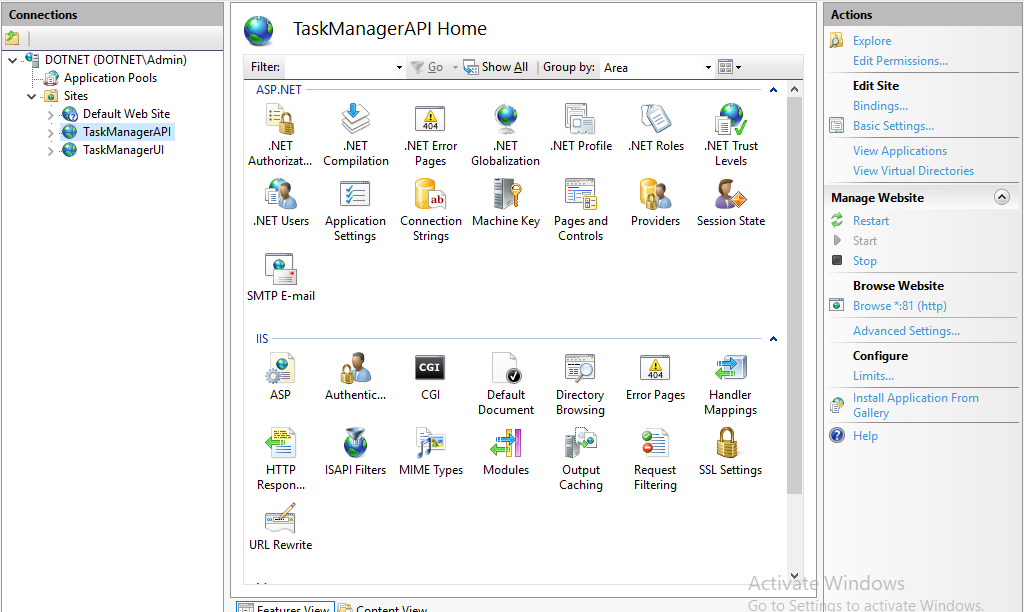 Connections
DOTNET (DOTNET\Admin)
Application Pools
Sites
Default Web Site
TaskManagerAPI
TaskManagerUI
TaskManagerAPI Home
Filter:
Go
Show All
Group by:
Area
ASP.NET
.NET Authorizat...
.NET Compilation
.NET Error Pages
.NET Globalization
.NET Profile
.NET Roles
.NET Trust Levels
.NET Users
Application Settings
Connection Strings
Machine Key
Pages and Controls
Providers
Session State
SMTP E-mail
IIS
ASP
Authentic...
CGI
Default Document
Directory Browsing
Error Pages
Handler Mappings
HTTP Respon...
ISAPI Filters
MIME Types
Modules
Output Caching
Request Filtering
SSL Settings
URL Rewrite
Features View
Content View
Actions
Explore
Edit Permissions...
Edit Site
Bindings...
Basic Settings...
View Applications
View Virtual Directories
Manage Website
Restart
Start
Stop
Browse Website
Browse *:81 (http)
Advanced Settings...
Configure
Limits...
Install Application From Gallery
Help
Activate Windows
Go to Settings to activate Windows.